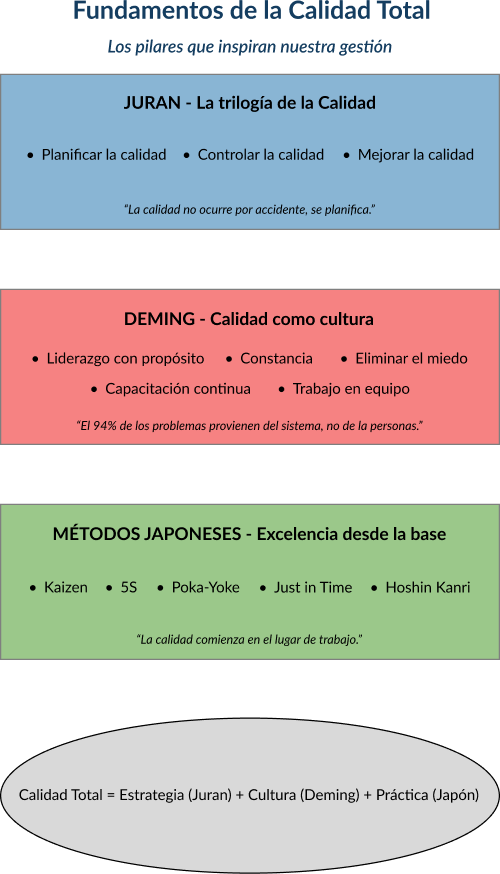 Fundamentos de la Calidad Total
Los pilares que inspiran nuestra gestión
JURAN - La trilogía de la Calidad
• Planificar la calidad • Controlar la calidad • Mejorar la calidad
“La calidad no ocurre por accidente, se planifica.”
DEMING - Calidad como cultura
• Liderazgo con propósito • Constancia • Eliminar el miedo
• Capacitación continua • Trabajo en equipo
“El 94% de los problemas provienen del sistema, no de la personas.”
MÉTODOS JAPONESES - Excelencia desde la base
• Kaizen • 5S • Poka-Yoke • Just in Time • Hoshin Kanri
“La calidad comienza en el lugar de trabajo.”
Calidad Total = Estrategia (Juran) + Cultura (Deming) + Práctica (Japón)